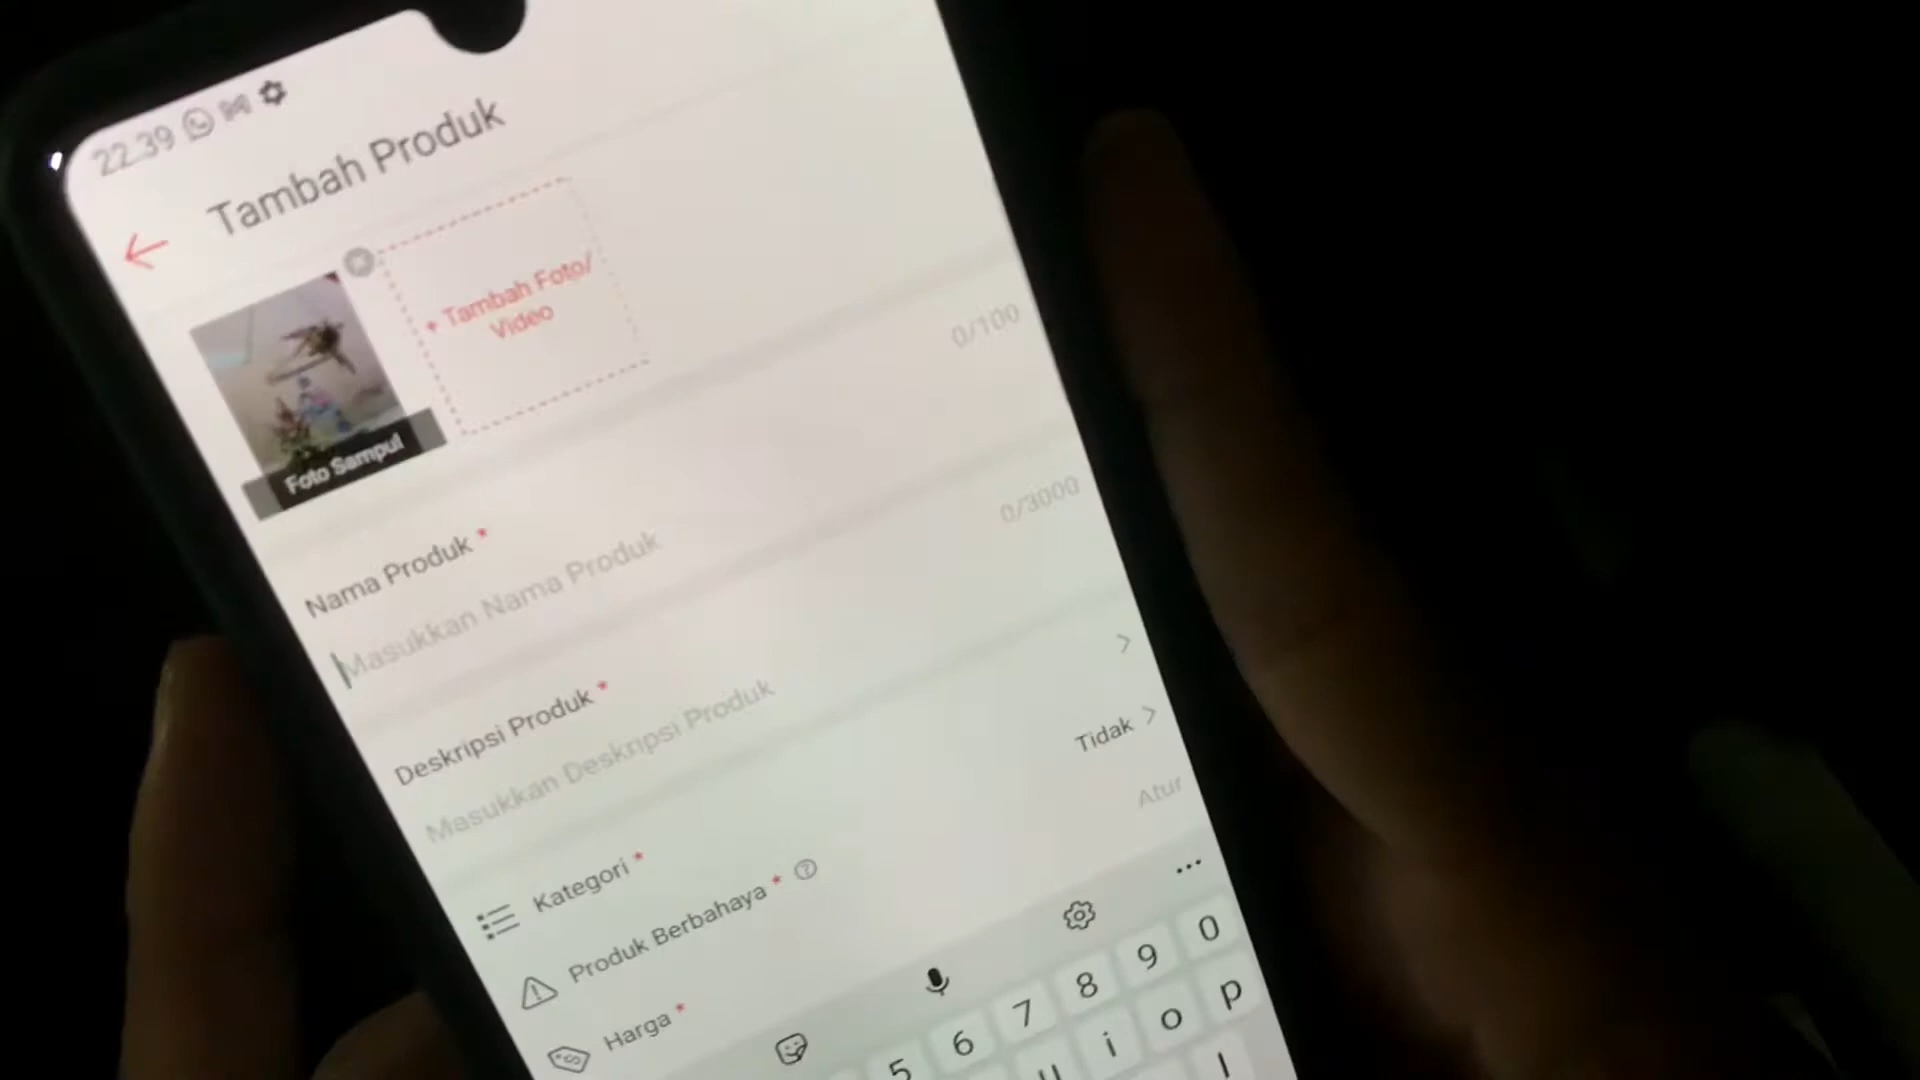 22.39
Tambah Produk
+ Tambah Foto/
Video
Foto Sampul
0/100
Nama Produk *
Masukkan Nama Produk
0/3000
Deskripsi Produk *
Masukkan Deskripsi Produk
Kategori *
Produk Berbahaya * ?
Tidak
Harga *
Atur
5 6 7 8 9 0
u i o p
l